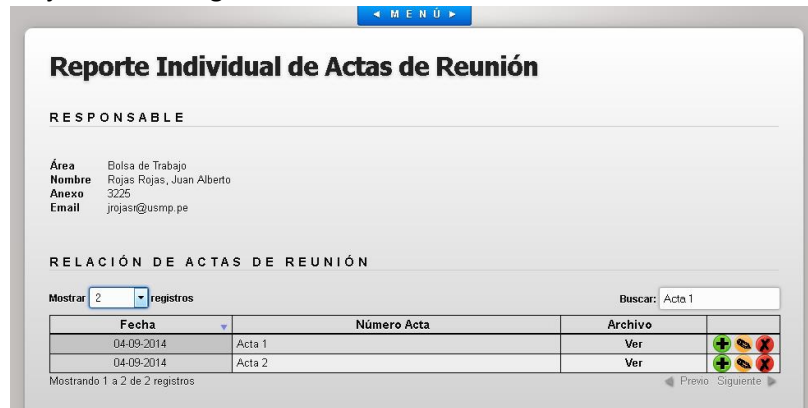 ◄ MENÚ ►
Reporte Individual de Actas de Reunión
RESPONSABLE
Área Bolsa de Trabajo
Nombre Rojas Rojas, Juan Alberto
Anexo 3225
Email jrojasr@usmp.pe
RELACIÓN DE ACTAS DE REUNIÓN
Mostrar 2 registros Buscar: Acta 1
Fecha Número Acta Archivo
04-09-2014 Acta 1 Ver
04-09-2014 Acta 2 Ver
Mostrando 1 a 2 de 2 registros Previo Siguiente